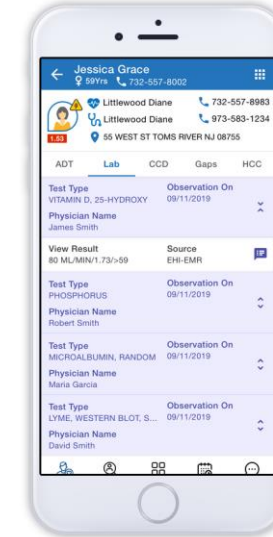 Jessica Grace
59Yrs 732-557-8002
Littlewood Diane 732-557-8983
Littlewood Diane 973-583-1234
1.53 55 WEST ST TOMS RIVER NJ 08755
ADT Lab CCD Gaps HCC
Test Type Observation On
VITAMIN D, 25-HYDROXY 09/11/2019
Physician Name
James Smith
View Result Source
80 ML/MIN/1.73/>59 EHI-EMR
Test Type Observation On
PHOSPHORUS 09/11/2019
Physician Name
Robert Smith
Test Type Observation On
MICROALBUMIN, RANDOM 09/11/2019
Physician Name
Maria Garcia
Test Type Observation On
LYME, WESTERN BLOT, S... 09/11/2019
Physician Name
David Smith